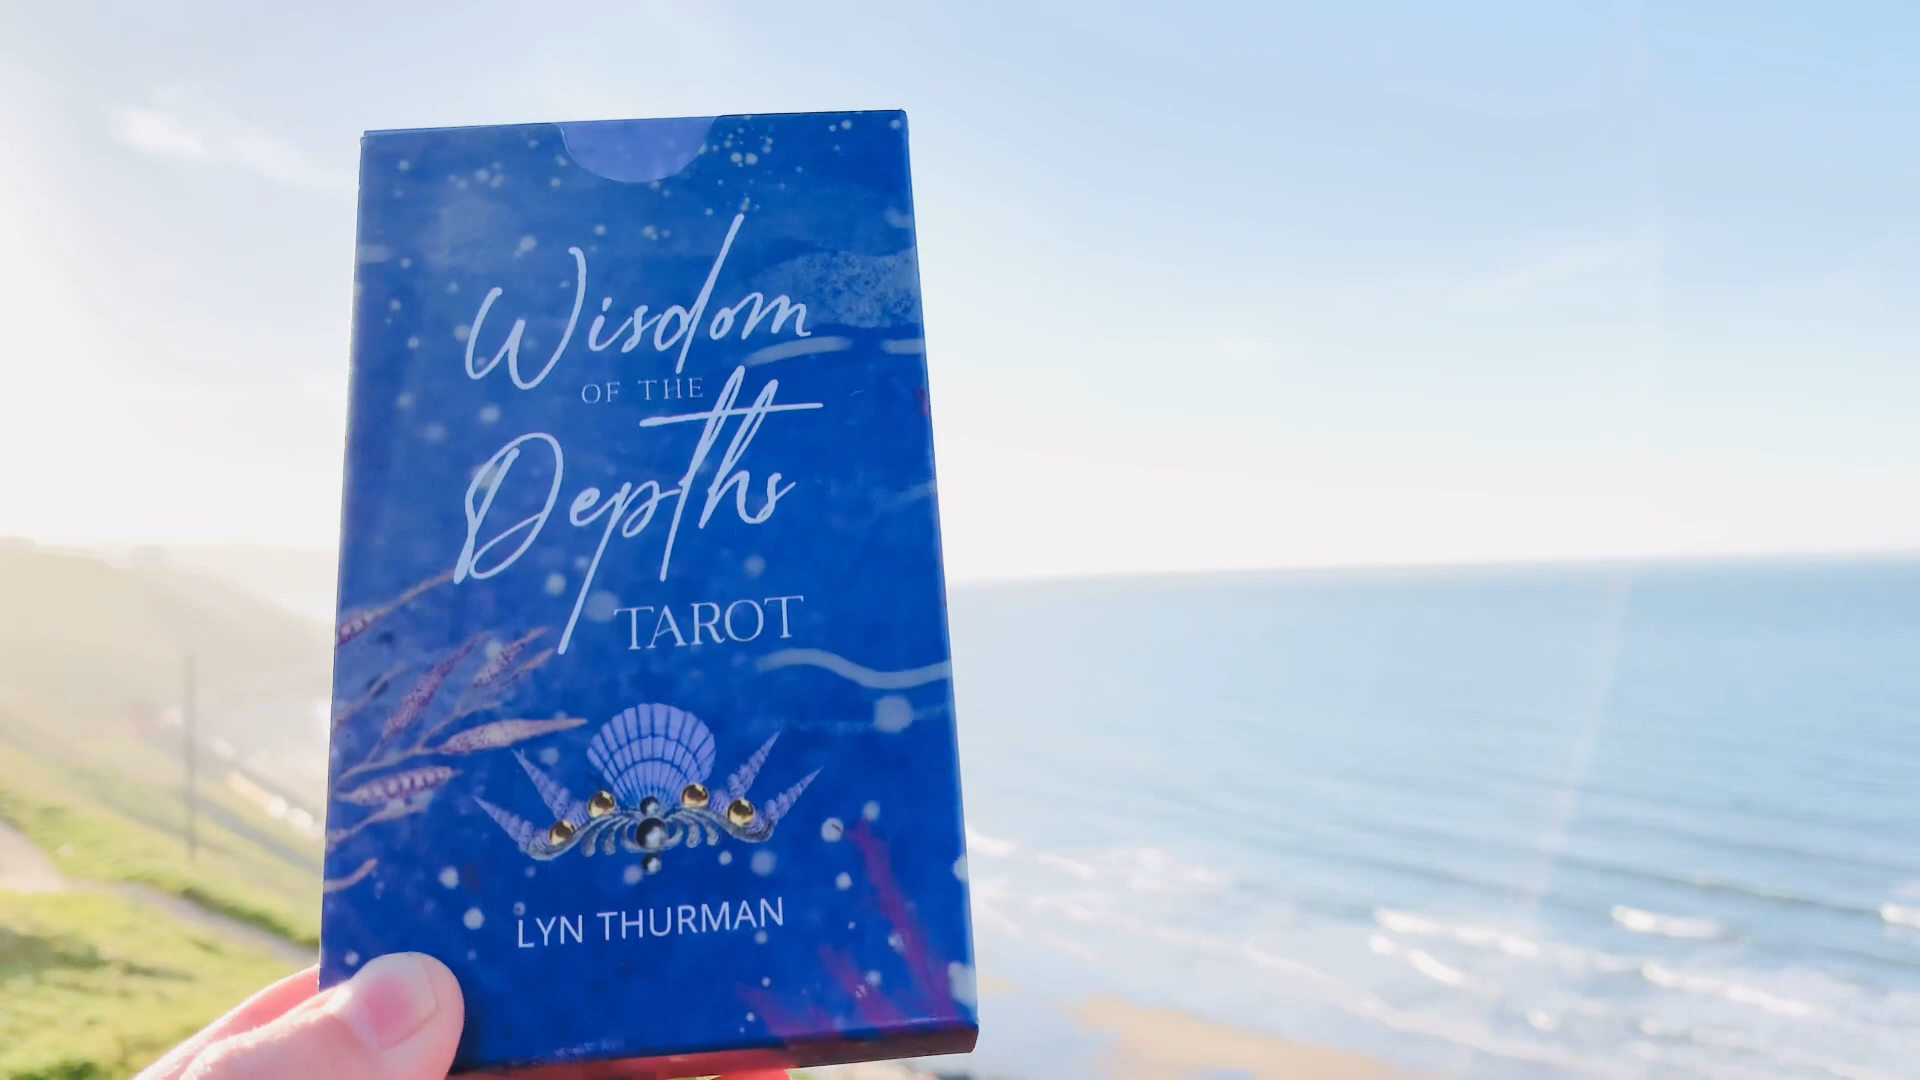 Wisdom
OF THE
Depths
TAROT
LYN THURMAN